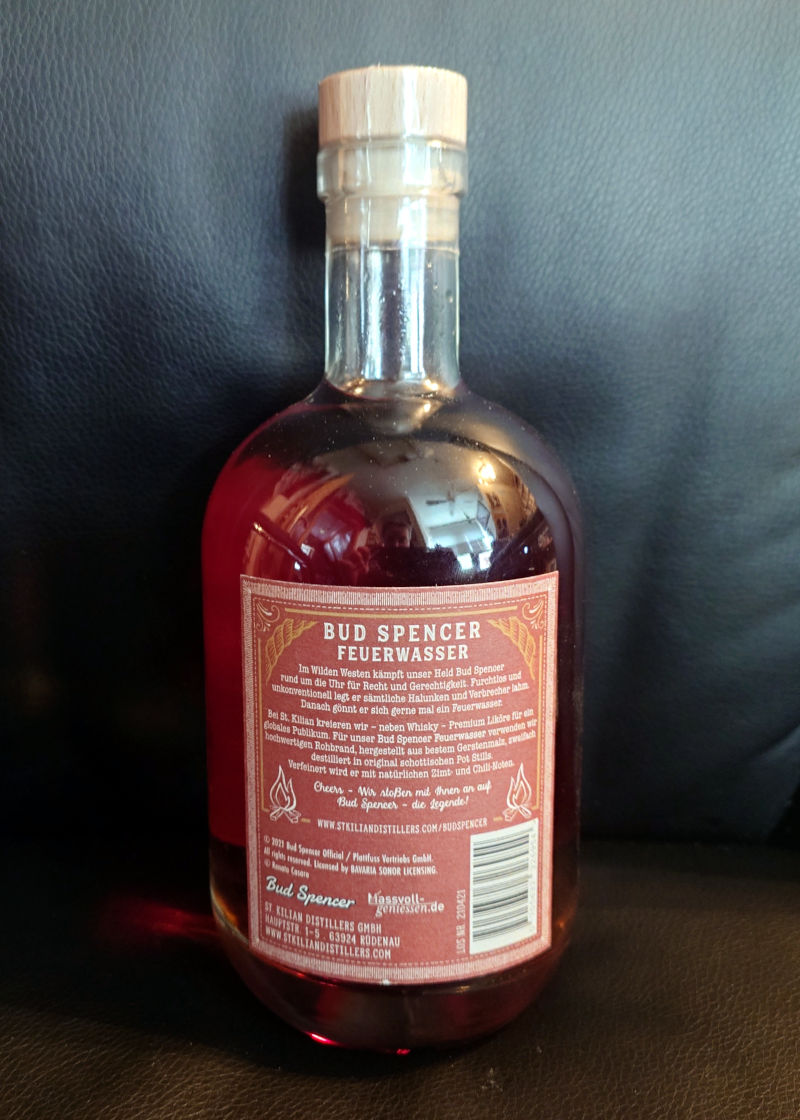 BUD SPENCER
FEUERWASSER
Im Wilden Westen kämpft unser Held Bud Spencer
rund um die Uhr für Recht und Gerechtigkeit. Furchtlos und
unkonventionell legt er sämtliche Halunken und Verbrecher lahm.
Danach gönnt er sich gerne mal ein Feuerwasser.
Bei St. Kilian kreieren wir – neben Whisky – Premium Liköre für ein
globales Publikum. Für unser Bud Spencer Feuerwasser verwenden wir
hochwertigen Rohbrand, hergestellt aus bestem Gerstenmalz, zweifach
destilliert in original schottischen Pot Stills.
Verfeinert wird er mit natürlichen Zimt- und Chili-Noten.
Cheers – Wir stoßen mit Ihnen an auf
Bud Spencer – die Legende!
WWW.STKILIANDISTILLERS.COM/BUDSPENCER
© 2021 Bud Spencer Official / Plattfuss Vertriebs GmbH.
All rights reserved. Licensed by BAVARIA SONOR LICENSING.
© Renato Casaro
Bud Spencer
Massvoll-
geniessen.de
ST. KILIAN DISTILLERS GMBH
HAUPTSTR. 1-5 . 63924 RÜDENAU
WWW.STKILIANDISTILLERS.COM
LOS NR. 210421